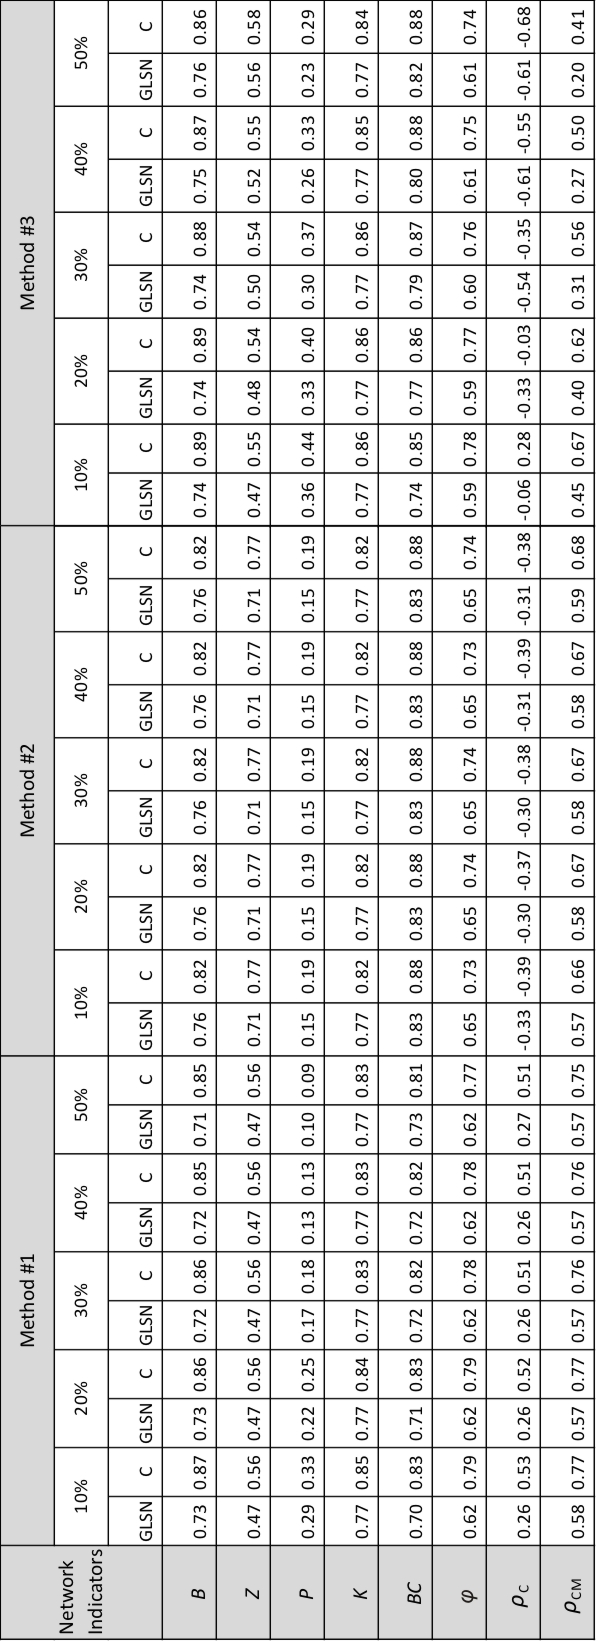 Network Indicators Method #1 Method #2 Method #3
10% 20% 30% 40% 50% 10% 20% 30% 40% 50% 10% 20% 30% 40% 50%
GLSN C GLSN C GLSN C GLSN C GLSN C GLSN C GLSN C GLSN C GLSN C GLSN C GLSN C GLSN C GLSN C GLSN C GLSN C
B 0.73 0.87 0.73 0.86 0.72 0.86 0.72 0.85 0.71 0.85 0.76 0.82 0.76 0.82 0.76 0.82 0.76 0.82 0.76 0.82 0.74 0.89 0.74 0.89 0.74 0.88 0.75 0.87 0.76 0.86
Z 0.47 0.56 0.47 0.56 0.47 0.56 0.47 0.56 0.47 0.56 0.71 0.77 0.71 0.77 0.71 0.77 0.71 0.77 0.71 0.77 0.47 0.55 0.48 0.54 0.50 0.54 0.52 0.55 0.56 0.58
P 0.29 0.33 0.22 0.25 0.17 0.18 0.13 0.13 0.10 0.09 0.15 0.19 0.15 0.19 0.15 0.19 0.15 0.19 0.15 0.19 0.36 0.44 0.33 0.40 0.30 0.37 0.26 0.33 0.23 0.29
K 0.77 0.85 0.77 0.84 0.77 0.83 0.77 0.83 0.77 0.83 0.77 0.82 0.77 0.82 0.77 0.82 0.77 0.82 0.77 0.82 0.77 0.86 0.77 0.86 0.77 0.86 0.77 0.85 0.77 0.84
BC 0.70 0.83 0.71 0.83 0.72 0.82 0.72 0.82 0.73 0.81 0.83 0.88 0.83 0.88 0.83 0.88 0.83 0.88 0.83 0.88 0.74 0.85 0.77 0.86 0.79 0.87 0.80 0.88 0.82 0.88
φ 0.62 0.79 0.62 0.79 0.62 0.78 0.62 0.78 0.62 0.77 0.65 0.73 0.65 0.74 0.65 0.74 0.65 0.73 0.65 0.74 0.59 0.78 0.59 0.77 0.60 0.76 0.61 0.75 0.61 0.74
ρC 0.26 0.53 0.26 0.52 0.26 0.51 0.26 0.51 0.27 0.51 -0.33 -0.39 -0.30 -0.37 -0.30 -0.38 -0.31 -0.39 -0.31 -0.38 -0.06 0.28 -0.33 -0.03 -0.54 -0.35 -0.61 -0.55 -0.61 -0.68
ρCM 0.58 0.77 0.57 0.77 0.57 0.76 0.57 0.76 0.57 0.75 0.57 0.66 0.58 0.67 0.58 0.67 0.58 0.67 0.59 0.68 0.45 0.67 0.40 0.62 0.31 0.56 0.27 0.50 0.20 0.41